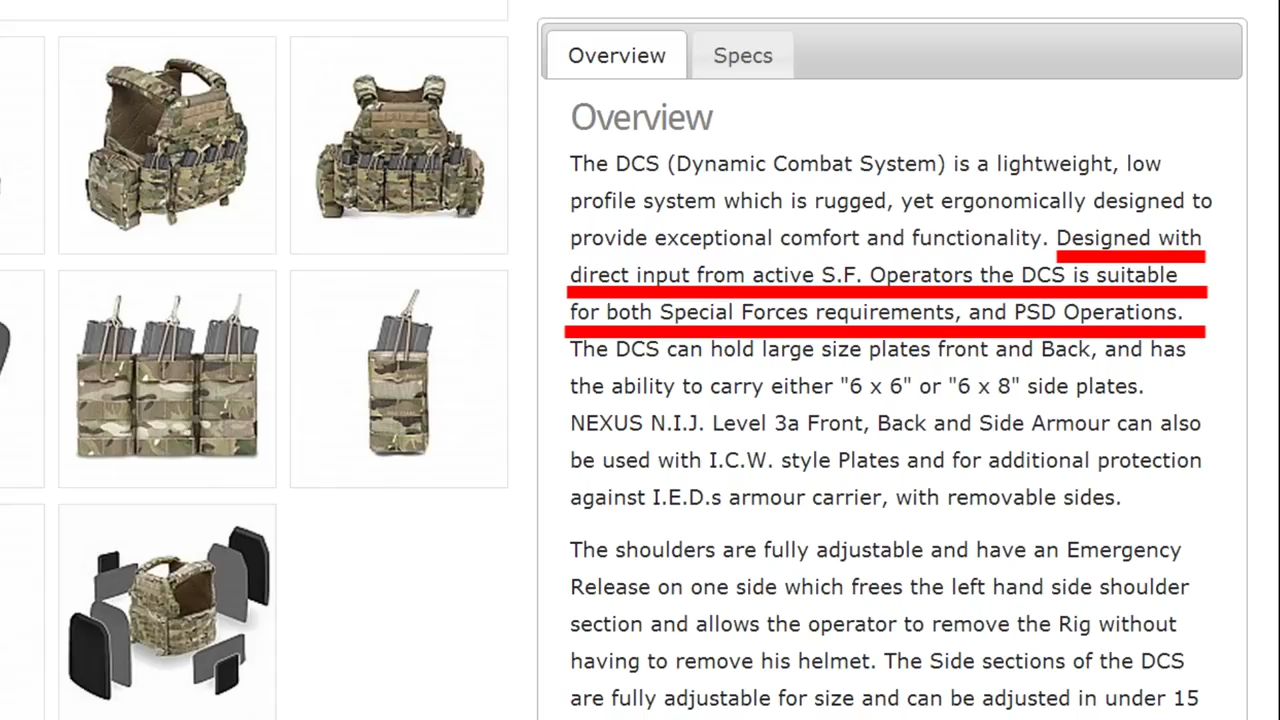 Overview
Specs
Overview
The DCS (Dynamic Combat System) is a lightweight, low
profile system which is rugged, yet ergonomically designed to
provide exceptional comfort and functionality. Designed with
direct input from active S.F. Operators the DCS is suitable
for both Special Forces requirements, and PSD Operations.
The DCS can hold large size plates front and Back, and has
the ability to carry either "6 x 6" or "6 x 8" side plates.
NEXUS N.I.J. Level 3a Front, Back and Side Armour can also
be used with I.C.W. style Plates and for additional protection
against I.E.D.s armour carrier, with removable sides.
The shoulders are fully adjustable and have an Emergency
Release on one side which frees the left hand side shoulder
section and allows the operator to remove the Rig without
having to remove his helmet. The Side sections of the DCS
are fully adjustable for size and can be adjusted in under 15